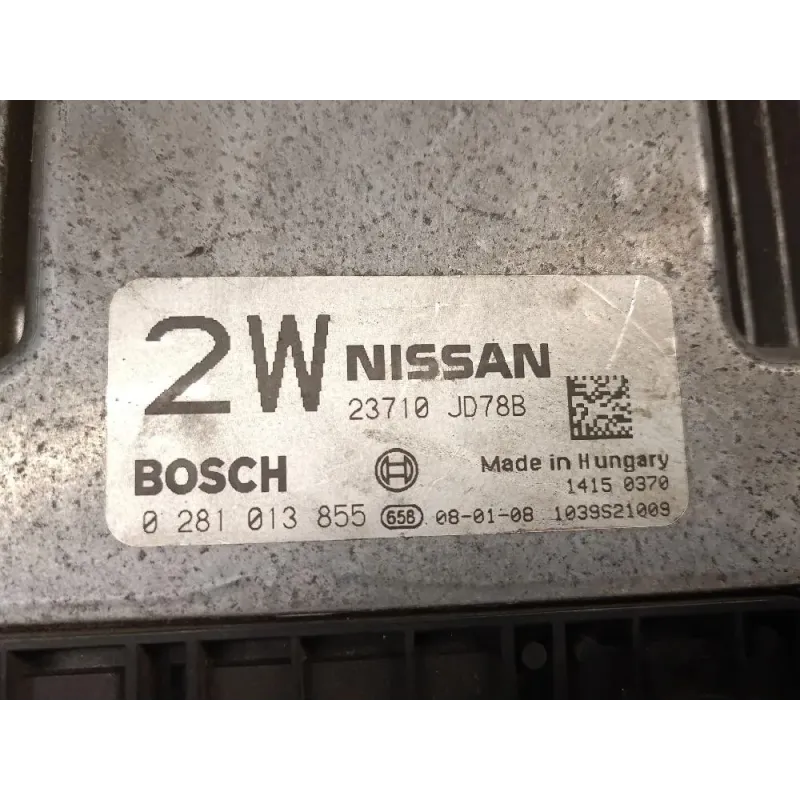 2W NISSAN
23710 JD78B
BOSCH
Made in Hungary
1415 0370
0 281 013 855 658 08-01-08 1039S21009